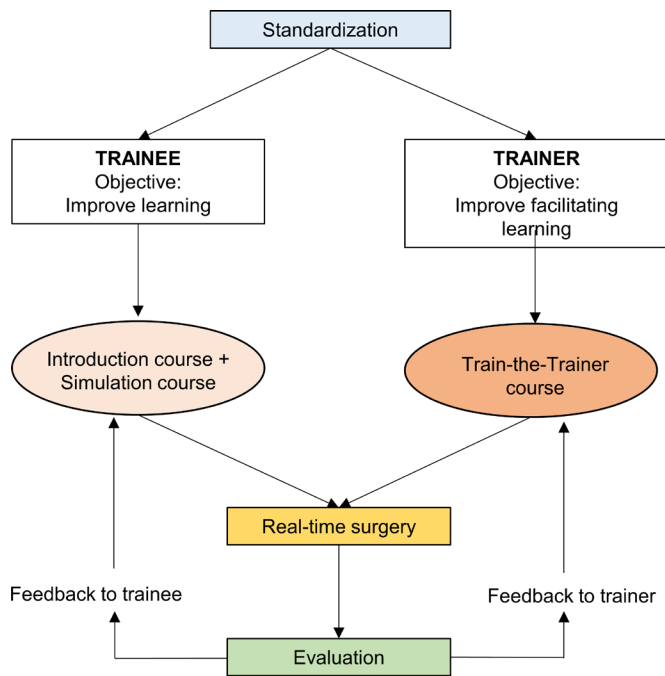 Standardization
TRAINEE
Objective:
Improve learning
TRAINER
Objective:
Improve facilitating
learning
Introduction course +
Simulation course
Train-the-Trainer
course
Real-time surgery
Feedback to trainee
Feedback to trainer
Evaluation